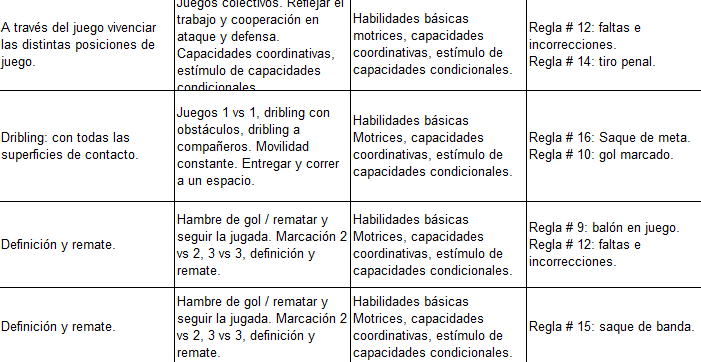 A través del juego vivenciar
las distintas posiciones de
juego.
Juegos colectivos. Reflejar el
trabajo y cooperación en
ataque y defensa.
Capacidades coordinativas,
estímulo de capacidades
condicionales.
Habilidades básicas
motrices, capacidades
coordinativas, estímulo de
capacidades condicionales.
Regla # 12: faltas e
incorrecciones.
Regla # 14: tiro penal.
Dribling: con todas las
superficies de contacto.
Juegos 1 vs 1, dribling con
obstáculos, dribling a
compañeros. Movilidad
constante. Entregar y correr
a un espacio.
Habilidades básicas
Motrices, capacidades
coordinativas, estímulo de
capacidades condicionales.
Regla # 16: Saque de meta.
Regla # 10: gol marcado.
Definición y remate.
Hambre de gol / rematar y
seguir la jugada. Marcación 2
vs 2, 3 vs 3, definición y
remate.
Habilidades básicas
Motrices, capacidades
coordinativas, estímulo de
capacidades condicionales.
Regla # 9: balón en juego.
Regla # 12: faltas e
incorrecciones.
Definición y remate.
Hambre de gol / rematar y
seguir la jugada. Marcación 2
vs 2, 3 vs 3, definición y
remate.
Habilidades básicas
Motrices, capacidades
coordinativas, estímulo de
capacidades condicionales.
Regla # 15: saque de banda.